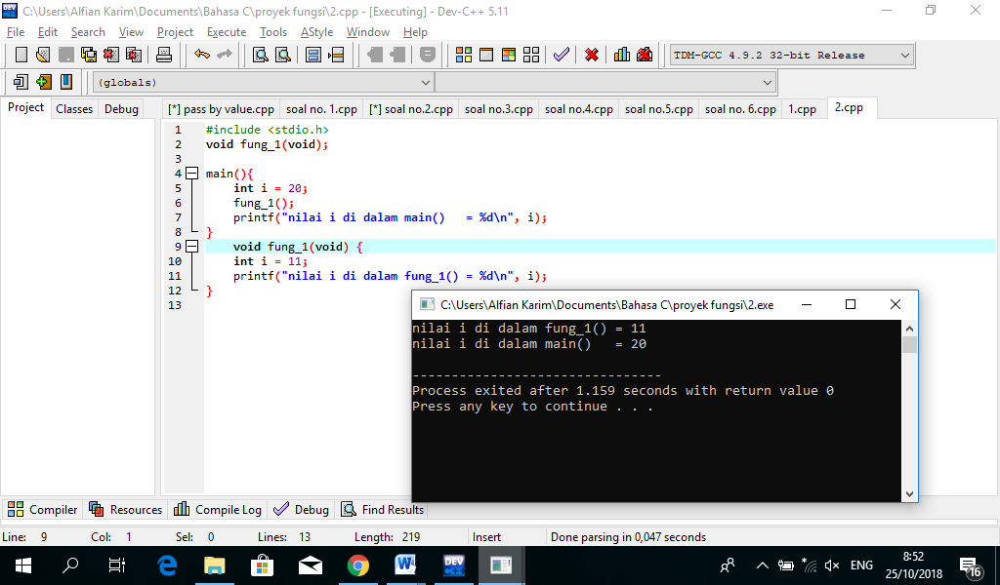 C:\Users\Alfian Karim\Documents\Bahasa C\proyek fungsi\2.cpp - [Executing] - Dev-C++ 5.11
File Edit Search View Project Execute Tools AStyle Window Help
TDM-GCC 4.9.2 32-bit Release
(globals)
Project Classes Debug [*] pass by value.cpp soal no. 1.cpp [*] soal no.2.cpp soal no.3.cpp soal no.4.cpp soal no.5.cpp soal no. 6.cpp 1.cpp 2.cpp
1 #include <stdio.h>
2 void fung_1(void);
3
4 main(){
5 int i = 20;
6 fung_1();
7 printf("nilai i di dalam main()   = %d\n", i);
8 }
9 void fung_1(void) {
10 int i = 11;
11 printf("nilai i di dalam fung_1() = %d\n", i);
12 }
13
C:\Users\Alfian Karim\Documents\Bahasa C\proyek fungsi\2.exe
nilai i di dalam fung_1() = 11
nilai i di dalam main()   = 20
--------------------------------
Process exited after 1.159 seconds with return value 0
Press any key to continue . . .
Compiler Resources Compile Log Debug Find Results
Line: 9 Col: 1 Sel: 0 Lines: 13 Length: 219 Insert Done parsing in 0,047 seconds
DEV
ENG
8:52
25/10/2018
16